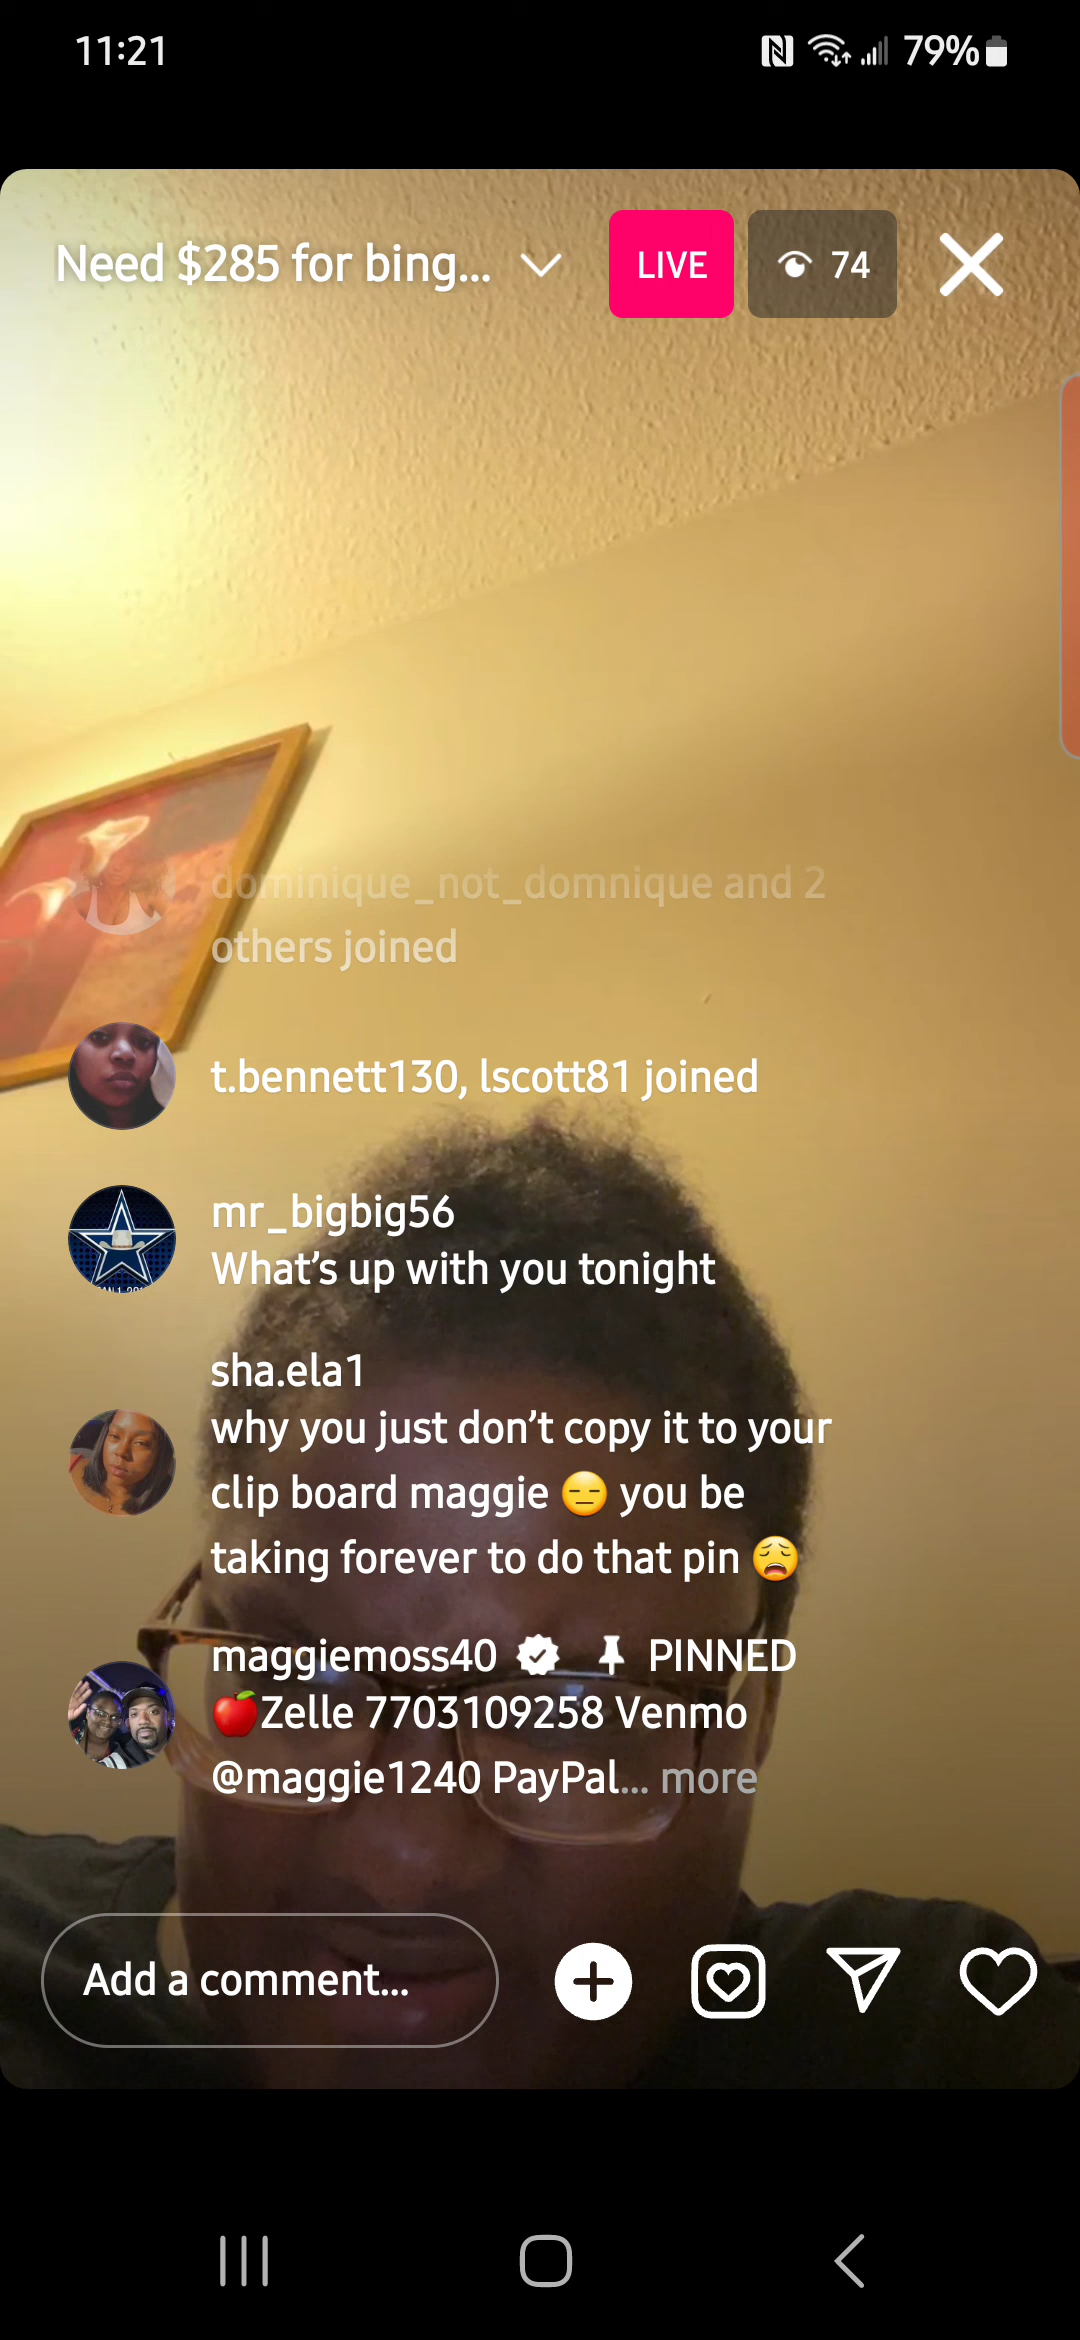 11:21
79%
Need $285 for bing...
LIVE
74
dominique_not_domnique and 2
others joined
t.bennett130, lscott81 joined
mr_bigbig56
What's up with you tonight
sha.ela1
why you just don't copy it to your
clip board maggie 😑 you be
taking forever to do that pin 😩
maggiemoss40 PINNED
🍎Zelle 7703109258 Venmo
@maggie1240 PayPal... more
Add a comment...